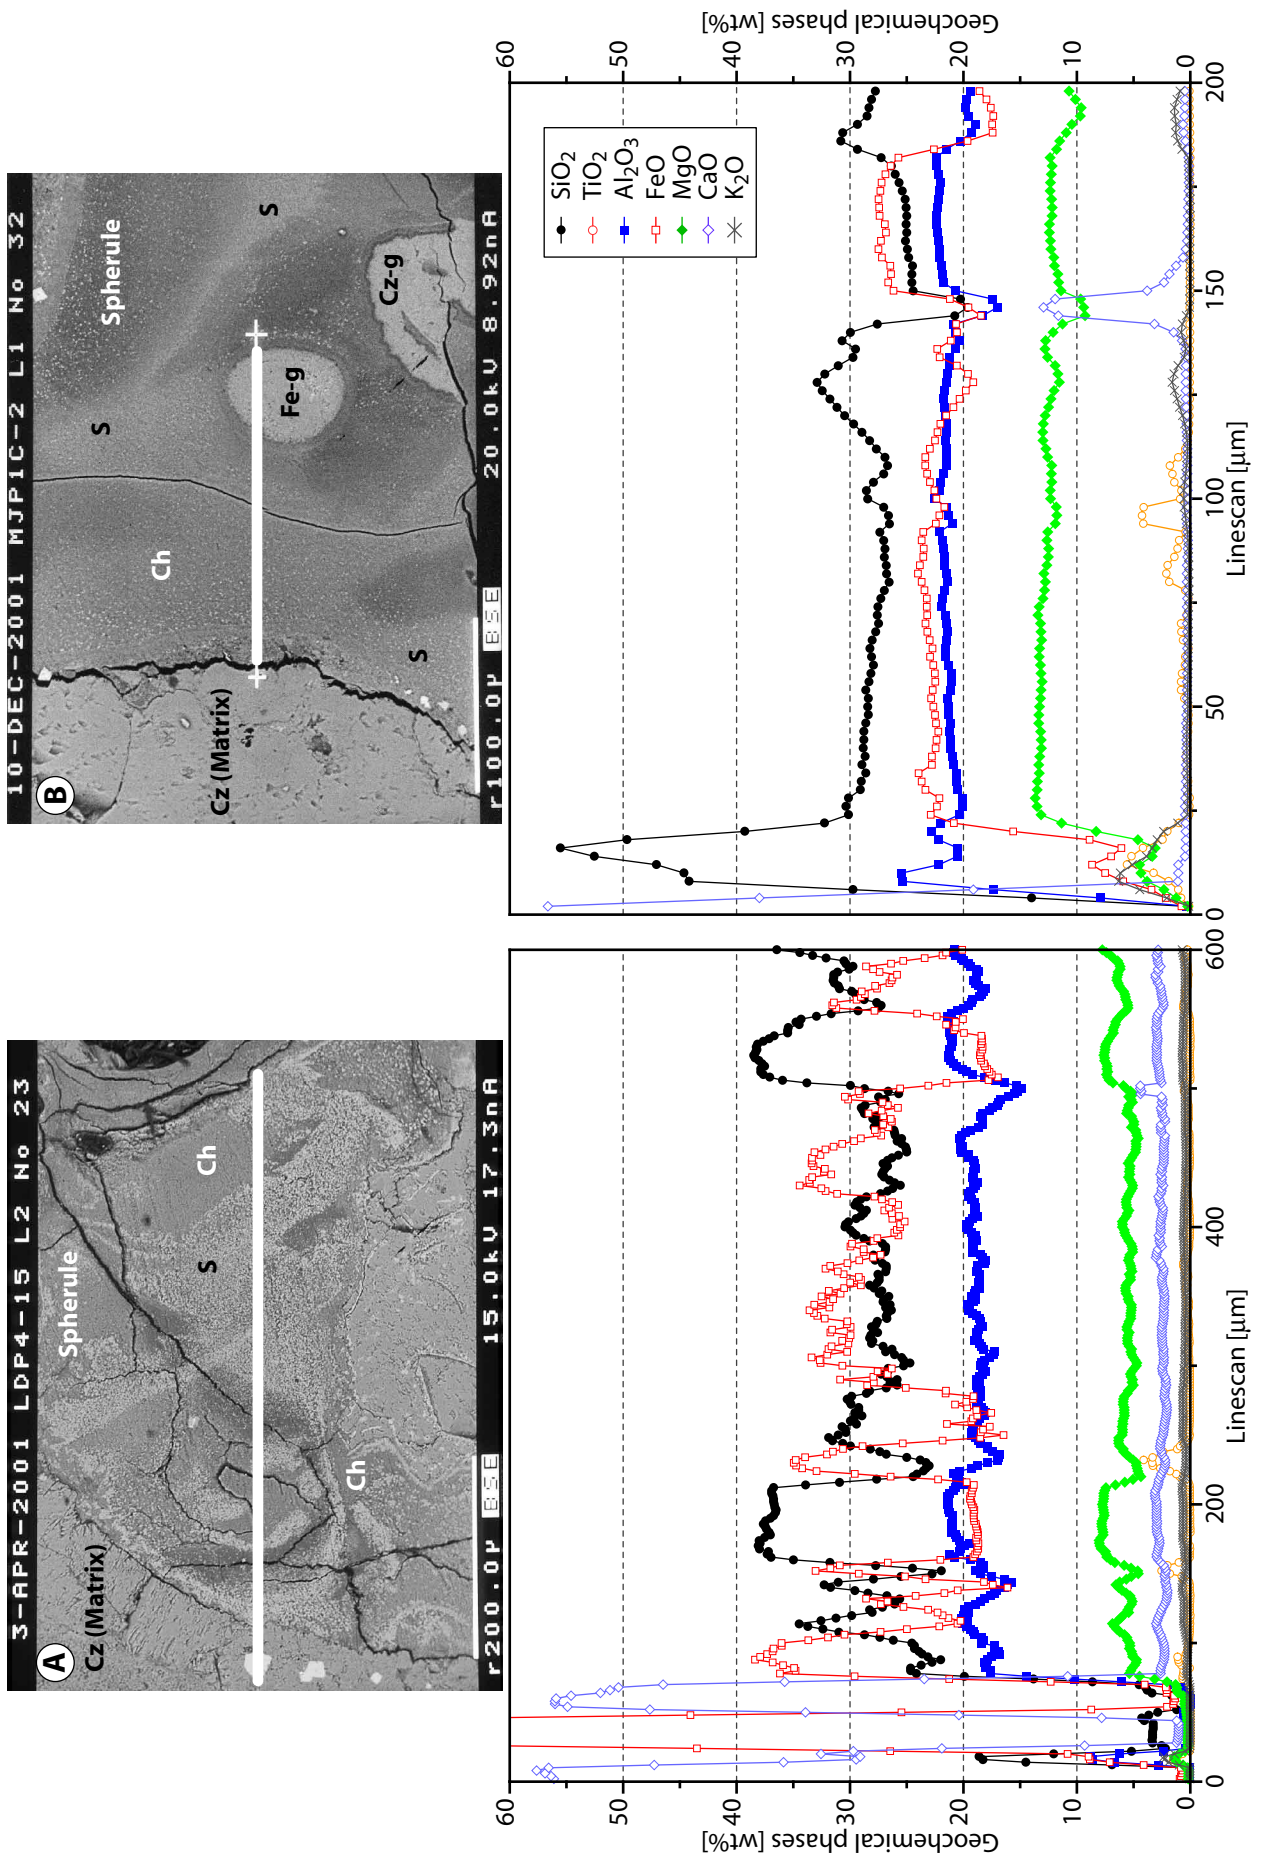 A
3-APR-2001 LDP4-15 L2 No 23
Cz (Matrix)
Spherule
S
Ch
Ch
r200.0µ BSE 15.0kV 17.3nA
B
10-DEC-2001 MJP1C-2 L1 No 32
Cz (Matrix)
Ch
S
S
S
Spherule
Fe-g
Cz-g
r100.0µ BSE 20.0kV 8.92nA
Geochemical phases [wt%]
60
50
40
30
20
10
0
0
200
400
600
Linescan [µm]
SiO₂
TiO₂
Al₂O₃
FeO
MgO
CaO
K₂O
0
50
100
150
200
Linescan [µm]
60
50
40
30
20
10
0
Geochemical phases [wt%]